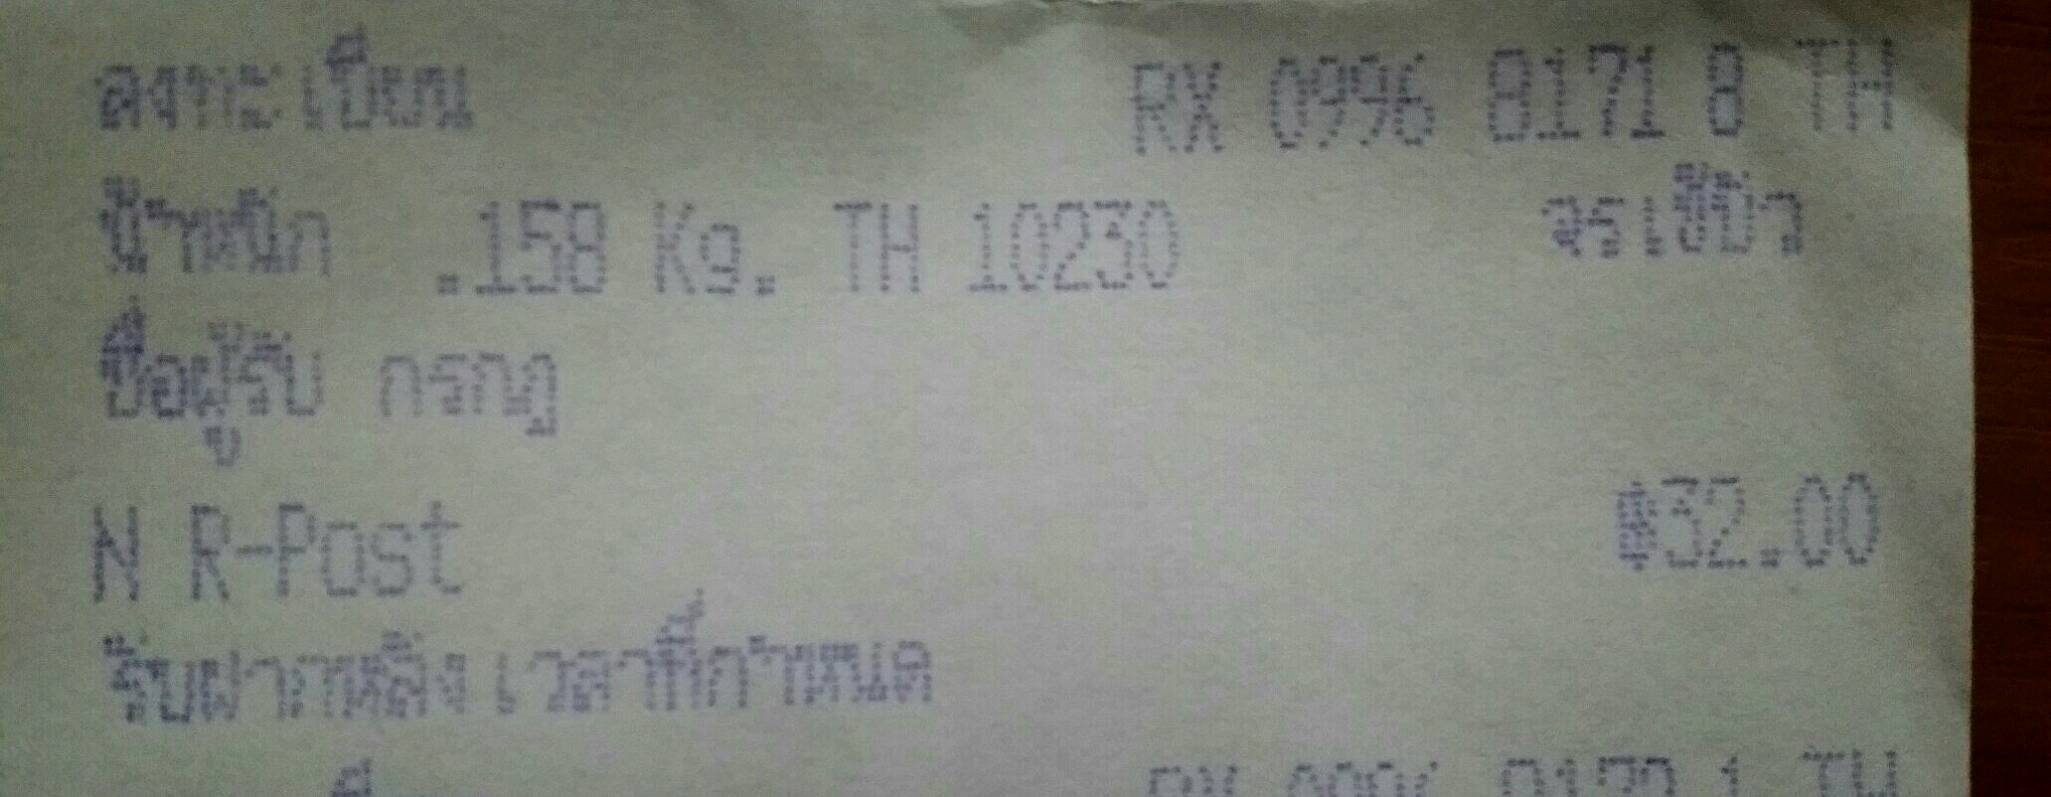 ลงทะเบียน RX 0996 8171 8 TH
น้ำหนัก .158 Kg. TH 10230 จรเข้บัว
ชื่อผู้รับ กรกฎ
N R-Post ฿32.00
รับฝากหลังเวลาที่กำหนด